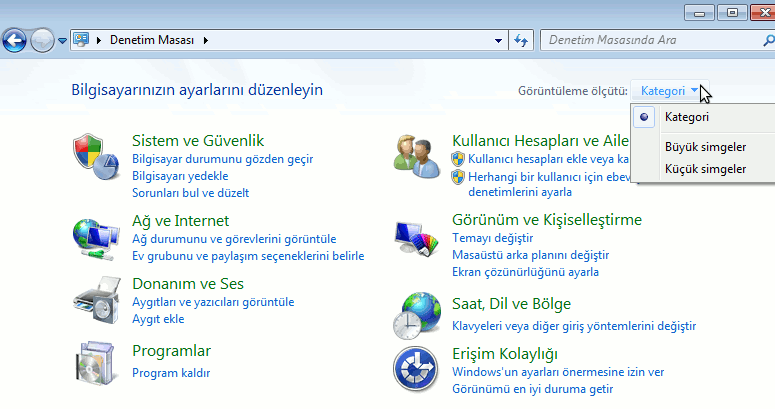 Denetim Masası
Denetim Masasında Ara
Bilgisayarınızın ayarlarını düzenleyin
Görüntüleme ölçütü:
Kategori
Kategori
Büyük simgeler
Küçük simgeler
Sistem ve Güvenlik
Bilgisayar durumunu gözden geçir
Bilgisayarı yedekle
Sorunları bul ve düzelt
Ağ ve Internet
Ağ durumunu ve görevlerini görüntüle
Ev grubunu ve paylaşım seçeneklerini belirle
Donanım ve Ses
Aygıtları ve yazıcıları görüntüle
Aygıt ekle
Programlar
Program kaldır
Kullanıcı Hesapları ve Aile
Kullanıcı hesapları ekle veya ka
Herhangi bir kullanıcı için ebev
denetimlerini ayarla
Görünüm ve Kişiselleştirme
Temayı değiştir
Masaüstü arka planını değiştir
Ekran çözünürlüğünü ayarla
Saat, Dil ve Bölge
Klavyeleri veya diğer giriş yöntemlerini değiştir
Erişim Kolaylığı
Windows'un ayarları önermesine izin ver
Görünümü en iyi duruma getir